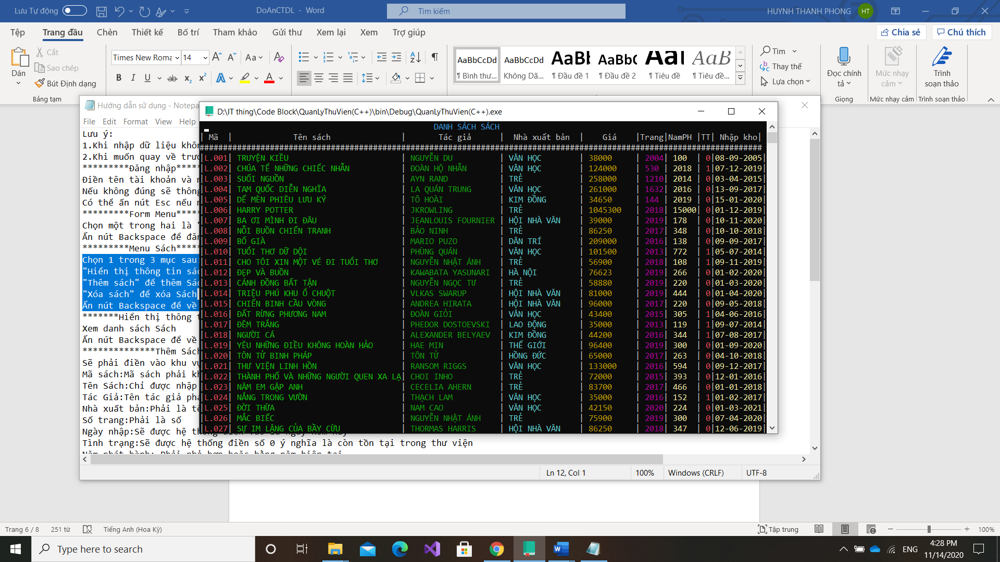 Lưu Tự động
DoAnCTDL - Word
Tìm kiếm
HUYNH THANH PHONG HT
Tệp Trang đầu Chèn Thiết kế Bố trí Tham khảo Gửi thư Xem lại Xem Trợ giúp Chia sẻ Chú thích
Dán
Cắt
Sao chép
Bút Định dạng
Bảng tạm
Times New Roma 14
AaBbCcDd AaBbCcDd AaBb AaBbC AaB AaB
¶ Bình thư... Không Dã... ¶ Đầu đề 1 ¶ Đầu đề 2 ¶ Tiêu đề ¶ Tiêu đề...
Tìm
Thay thế
Lựa chọn
Đọc chính tả
Giọng
Mức nhạy cảm
Mức nhạy cảm
Trình soạn thảo
Trình soạn thảo
Hướng dẫn sử dụng - Notepa
File Edit Format View Help
Lưu ý:
1.Khi nhập dữ liệu khôn
2.Khi muốn quay về trướ
*********Đăng nhập*****
Điền tên tài khoản và m
Nếu không đúng sẽ thông
Có thể ấn nút Esc nếu m
*********Form Menu*****
Chọn một trong hai là "
Ấn nút Backspace để đăn
*********Menu Sách*****
Chọn 1 trong 3 mục sau:
"Hiển thị thông tin sác
"Thêm sách" để thêm Sác
"Xóa sách" để xóa Sách
Ấn nút Backspace để về
*******Hiển thị thông t
Xem danh sách Sách
Ấn nút Backspace để về
**************Thêm Sách
Sẽ phải điền vào khu vự
Mã sách:Mã sách phải kh
Tên Sách:Chỉ được nhập
Tác Giả:Tên tác giả phả
Nhà xuất bản:Phải là tê
Số trang:Phải là số
Ngày nhập:Sẽ được hệ thống điền vào là ngày hôm nay
Tình trạng:Sẽ được hệ thống điền số 0 ý nghĩa là còn tồn tại trong thư viện
Ln 12, Col 1 100% Windows (CRLF) UTF-8
D:\IT thing\Code Block\QuanLyThuVien(C++)\bin\Debug\QuanLyThuVien(C++).exe
DANH SÁCH SÁCH
| Mã | Tên sách | Tác giả | Nhà xuất bản | Giá |Trang|NamPH |TT| Nhập kho|
########################################################################################################################
|L.001| TRUYỆN KIỀU | NGUYỄN DU | VĂN HỌC | 38000 | 2004| 100 | 0|08-09-2005|
|L.002| CHÚA TỂ NHỮNG CHIẾC NHẪN | ĐOÀN HỘ NHẪN | VĂN HỌC | 124000 | 530 | 2018 | 1|07-12-2019|
|L.003| SUỐI NGUỒN | AYN RAND | TRẺ | 258000 | 1210| 2014 | 0|03-04-2015|
|L.004| TAM QUỐC DIỄN NGHĨA | LA QUÁN TRUNG | VĂN HỌC | 261000 | 1632| 2016 | 0|13-09-2017|
|L.005| DẾ MÈN PHIÊU LƯU KÝ | TÔ HOÀI | KIM ĐỒNG | 34650 | 144 | 2019 | 0|15-01-2020|
|L.006| HARRY POTTER | JKROWLING | TRẺ | 1045300 | 2018| 15000| 0|01-12-2019|
|L.007| BA ƠI MÌNH ĐI ĐÂU | JEANLOUIS FOURNIER | HỘI NHÀ VĂN | 39000 | 2019| 178 | 0|10-11-2020|
|L.008| NỖI BUỒN CHIẾN TRANH | BẢO NINH | TRẺ | 86250 | 2017| 348 | 0|10-10-2018|
|L.009| BỐ GIÀ | MARIO PUZO | DÂN TRÍ | 209000 | 2016| 138 | 0|09-09-2017|
|L.010| TUỔI THƠ DỮ DỘI | PHÙNG QUÁN | VĂN HỌC | 101500 | 2013| 772 | 1|05-07-2014|
|L.011| CHO TÔI XIN MỘT VÉ ĐI TUỔI THƠ | NGUYỄN NHẬT ÁNH | TRẺ | 56900 | 2018| 108 | 1|09-11-2019|
|L.012| ĐẸP VÀ BUỒN | KAWABATA YASUNARI | HÀ NỘI | 76623 | 2019| 266 | 0|01-02-2020|
|L.013| CÁNH ĐỒNG BẤT TẬN | NGUYỄN NGỌC TƯ | TRẺ | 58880 | 2019| 220 | 0|01-03-2020|
|L.014| TRIỆU PHÚ KHU Ổ CHUỘT | VLKAS SWARUP | HỘI NHÀ VĂN | 81000 | 2019| 444 | 0|01-01-2020|
|L.015| CHIẾN BINH CẦU VỒNG | ANDREA HIRATA | HỘI NHÀ VĂN | 96000 | 2017| 220 | 0|09-05-2018|
|L.016| ĐẤT RỪNG PHƯƠNG NAM | ĐOÀN GIỎI | VĂN HỌC | 43400 | 2015| 305 | 1|04-06-2016|
|L.017| ĐÊM TRẮNG | PHEDOR DOSTOEVSKI | LAO ĐỘNG | 35000 | 2013| 119 | 1|09-07-2014|
|L.018| NGƯỜI CÁ | ALEXANDER BELYAEV | KIM ĐỒNG | 44200 | 2016| 344 | 1|07-08-2017|
|L.019| YÊU NHỮNG ĐIỀU KHÔNG HOÀN HẢO | HAE MIN | THẾ GIỚI | 96400 | 2019| 300 | 0|01-09-2020|
|L.020| TÔN TỬ BINH PHÁP | TÔN TỬ | HỒNG ĐỨC | 65000 | 2017| 263 | 0|04-10-2018|
|L.021| THƯ VIỆN LINH HỒN | RANSOM RIGGS | VĂN HỌC | 133000 | 2016| 594 | 0|09-12-2017|
|L.022| THÀNH PHỐ VÀ NHỮNG NGƯỜI QUEN XA LẠ| CHOI INHO | TRẺ | 72000 | 2015| 393 | 0|12-01-2016|
|L.023| NĂM EM GẶP ANH | CECELIA AHERN | TRẺ | 83700 | 2017| 466 | 0|01-01-2018|
|L.024| NẮNG TRONG VƯỜN | THẠCH LAM | VĂN HỌC | 35000 | 2016| 152 | 1|01-02-2017|
|L.025| ĐỜI THỪA | NAM CAO | VĂN HỌC | 42150 | 2020| 224 | 0|01-03-2021|
|L.026| MẮC BIẾC | NGUYỄN NHẬT ÁNH | TRẺ | 75900 | 2019| 300 | 0|07-04-2020|
|L.027| SỰ IM LẶNG CỦA BẦY CỪU | THORMAS HARRIS | HỘI NHÀ VĂN | 86250 | 2018| 347 | 0|12-06-2019|
Trang 6 / 8 251 từ Tiếng Anh (Hoa Kỳ) Tập trung 100%
Type here to search
ENG
4:28 PM
11/14/2020